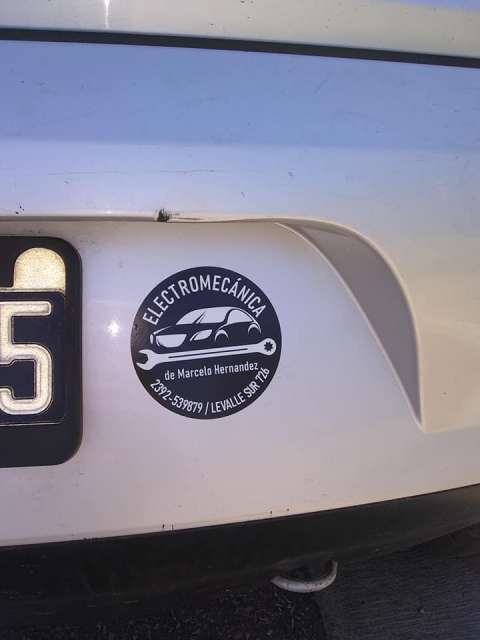 5
ELECTROMECÁNICA
de Marcelo Hernandez
2392-539879 / LEVALLE SUR 726